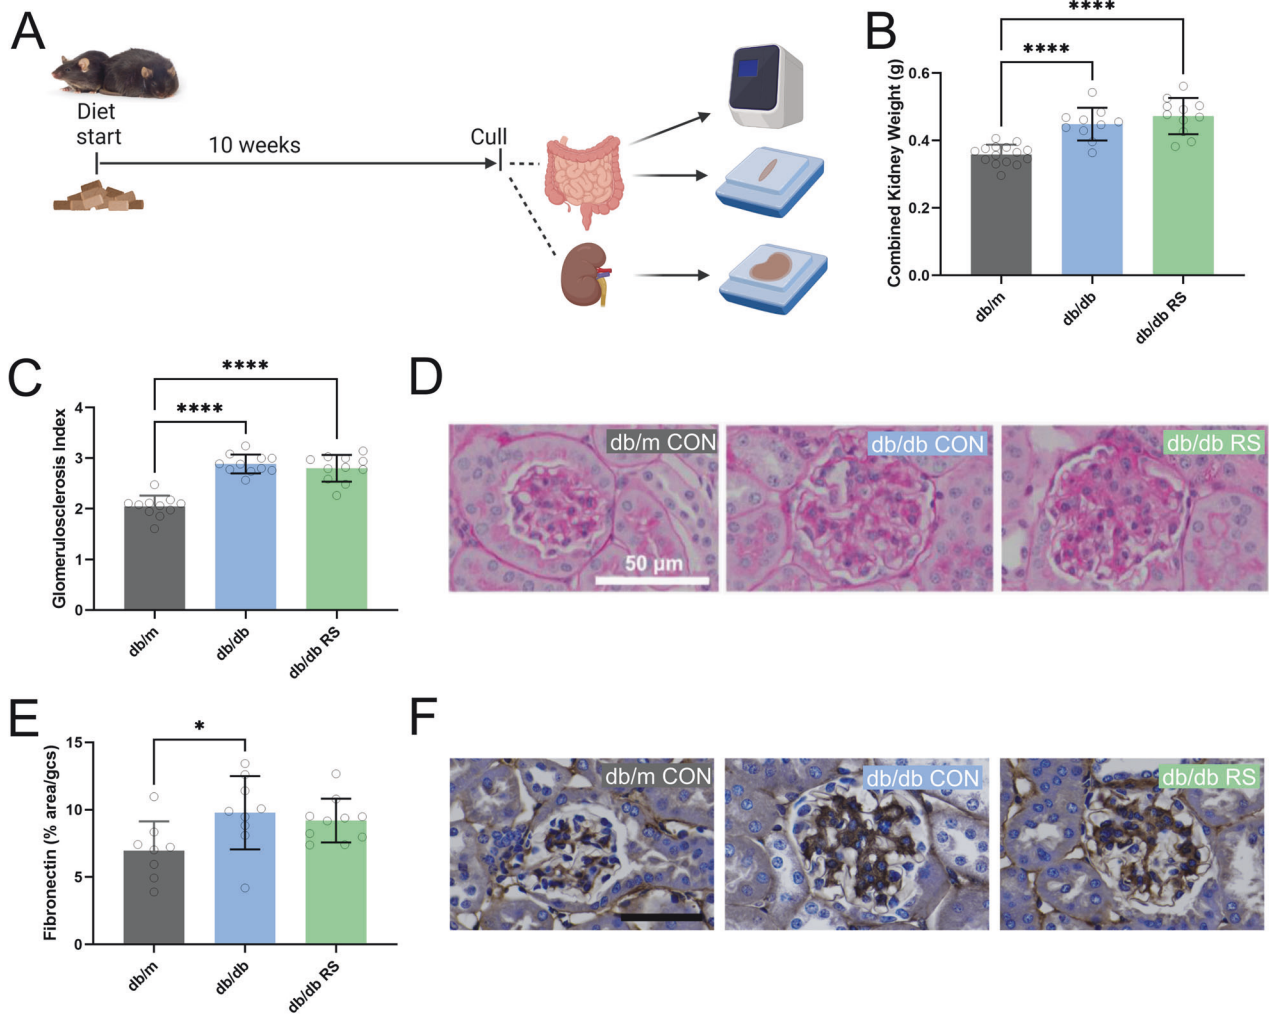 A
Diet
start
10 weeks
Cull
B
****
****
Combined Kidney Weight (g)
0.6
0.4
0.2
0.0
db/m
db/db
db/db RS
C
****
****
Glomerulosclerosis Index
4
3
2
1
0
db/m
db/db
db/db RS
D
db/m CON
db/db CON
db/db RS
50 µm
E
*
Fibronectin (% area/gcs)
15
10
5
0
db/m
db/db
db/db RS
F
db/m CON
db/db CON
db/db RS